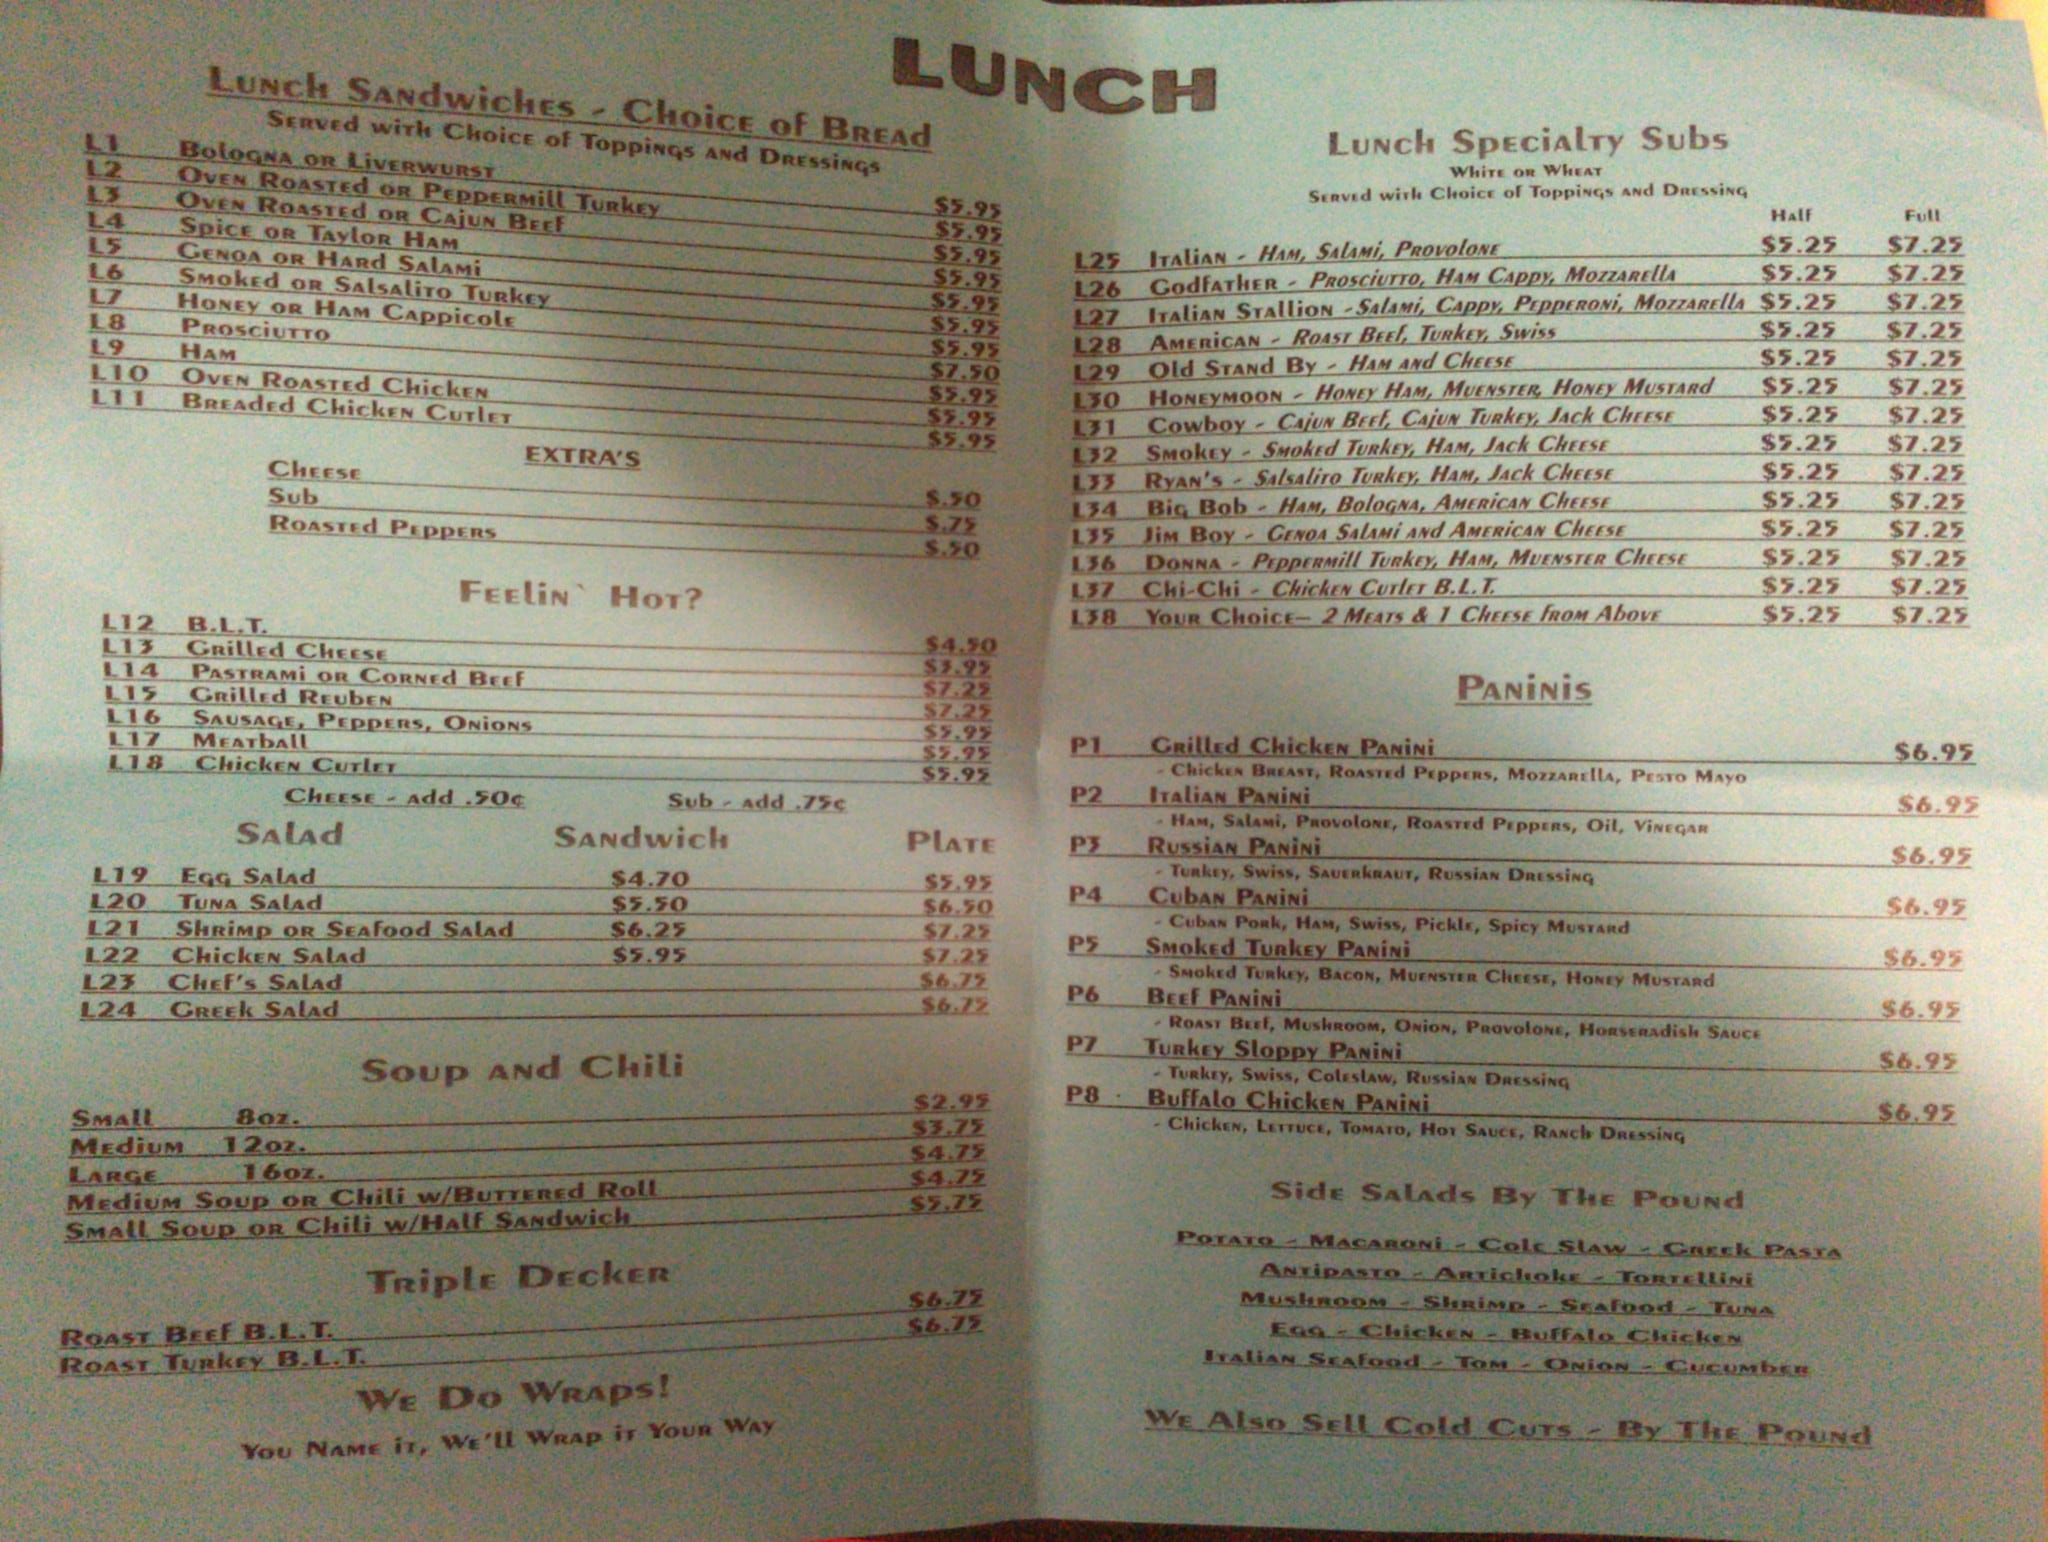 LUNCH
Lunch Sandwiches - Choice of Bread
Served with Choice of Toppings and Dressings
L1 Bologna or Liverwurst $5.95
L2 Oven Roasted or Peppermill Turkey $5.95
L3 Oven Roasted or Cajun Beef $5.95
L4 Spice or Taylor Ham $5.95
L5 Genoa or Hard Salami $5.95
L6 Smoked or Salsalito Turkey $5.95
L7 Honey or Ham Cappicole $5.95
L8 Prosciutto $7.50
L9 Ham $5.95
L10 Oven Roasted Chicken $5.95
L11 Breaded Chicken Cutlet $5.95
EXTRA'S
Cheese $.50
Sub $.75
Roasted Peppers $.50
Feelin` Hot?
L12 B.L.T. $4.50
L13 Grilled Cheese $3.95
L14 Pastrami or Corned Beef $7.25
L15 Grilled Reuben $7.25
L16 Sausage, Peppers, Onions $5.95
L17 Meatball $5.95
L18 Chicken Cutlet $5.95
Cheese - add .50¢ Sub - add .75¢
Salad Sandwich Plate
L19 Egg Salad $4.70 $5.95
L20 Tuna Salad $5.50 $6.50
L21 Shrimp or Seafood Salad $6.25 $7.25
L22 Chicken Salad $5.95 $7.25
L23 Chef's Salad $6.75
L24 Greek Salad $6.75
Soup and Chili
Small 8oz. $2.95
Medium 12oz. $3.75
Large 16oz. $4.75
Medium Soup or Chili w/Buttered Roll $4.75
Small Soup or Chili w/Half Sandwich $5.75
Triple Decker
Roast Beef B.L.T. $6.75
Roast Turkey B.L.T. $6.75
We Do Wraps!
You Name it, We'll Wrap it Your Way
Lunch Specialty Subs
White or Wheat
Served with Choice of Toppings and Dressing
Half Full
L25 Italian - Ham, Salami, Provolone $5.25 $7.25
L26 Godfather - Prosciutto, Ham Cappy, Mozzarella $5.25 $7.25
L27 Italian Stallion -Salami, Cappy, Pepperoni, Mozzarella $5.25 $7.25
L28 American - Roast Beef, Turkey, Swiss $5.25 $7.25
L29 Old Stand By - Ham and Cheese $5.25 $7.25
L30 Honeymoon - Honey Ham, Muenster, Honey Mustard $5.25 $7.25
L31 Cowboy - Cajun Beef, Cajun Turkey, Jack Cheese $5.25 $7.25
L32 Smokey - Smoked Turkey, Ham, Jack Cheese $5.25 $7.25
L33 Ryan's - Salsalito Turkey, Ham, Jack Cheese $5.25 $7.25
L34 Big Bob - Ham, Bologna, American Cheese $5.25 $7.25
L35 Jim Boy - Genoa Salami and American Cheese $5.25 $7.25
L36 Donna - Peppermill Turkey, Ham, Muenster Cheese $5.25 $7.25
L37 Chi-Chi - Chicken Cutlet B.L.T. $5.25 $7.25
L38 Your Choice– 2 Meats & 1 Cheese from Above $5.25 $7.25
Paninis
P1 Grilled Chicken Panini $6.95
- Chicken Breast, Roasted Peppers, Mozzarella, Pesto Mayo
P2 Italian Panini $6.95
- Ham, Salami, Provolone, Roasted Peppers, Oil, Vinegar
P3 Russian Panini $6.95
- Turkey, Swiss, Sauerkraut, Russian Dressing
P4 Cuban Panini $6.95
- Cuban Pork, Ham, Swiss, Pickle, Spicy Mustard
P5 Smoked Turkey Panini $6.95
- Smoked Turkey, Bacon, Muenster Cheese, Honey Mustard
P6 Beef Panini $6.95
- Roast Beef, Mushroom, Onion, Provolone, Horseradish Sauce
P7 Turkey Sloppy Panini $6.95
- Turkey, Swiss, Coleslaw, Russian Dressing
P8 Buffalo Chicken Panini $6.95
- Chicken, Lettuce, Tomato, Hot Sauce, Ranch Dressing
Side Salads By The Pound
Potato - Macaroni - Cole Slaw - Greek Pasta
Antipasto - Artichoke - Tortellini
Mushroom - Shrimp - Seafood - Tuna
Egg - Chicken - Buffalo Chicken
Italian Seafood - Tom - Onion - Cucumber
We Also Sell Cold Cuts - By The Pound